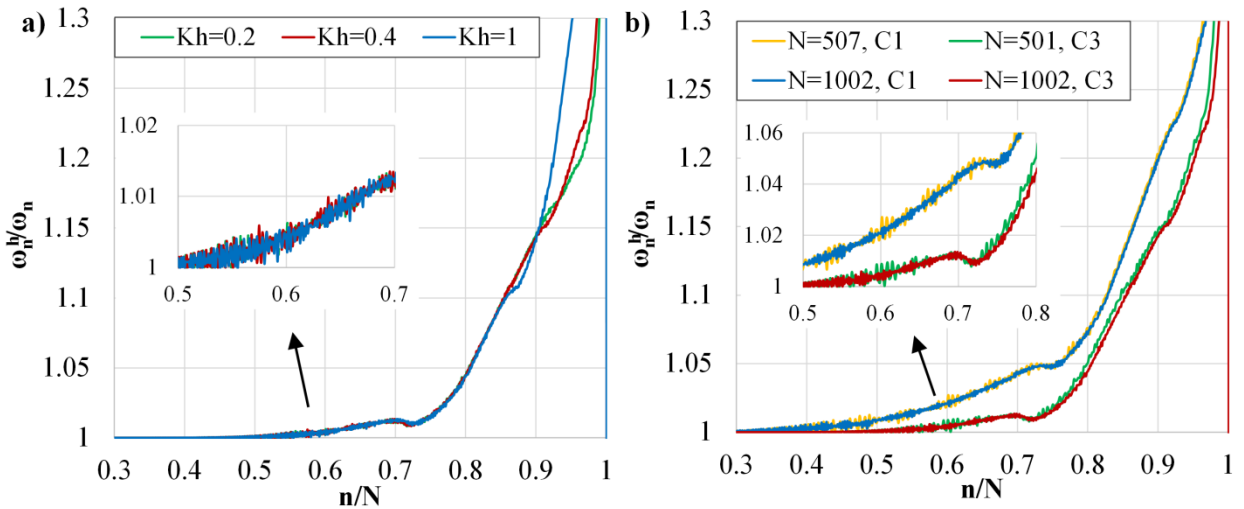 a)
Kh=0.2 Kh=0.4 Kh=1
1.3
1.25
1.2
1.15
1.1
1.05
1
ωₙʰ/ωₙ
1.02
1.01
1
0.5 0.6 0.7
0.3 0.4 0.5 0.6 0.7 0.8 0.9 1
n/N
b)
N=507, C1 N=501, C3
N=1002, C1 N=1002, C3
1.3
1.25
1.2
1.15
1.1
1.05
1
ωₙʰ/ωₙ
1.06
1.04
1.02
1
0.5 0.6 0.7 0.8
0.3 0.4 0.5 0.6 0.7 0.8 0.9 1
n/N